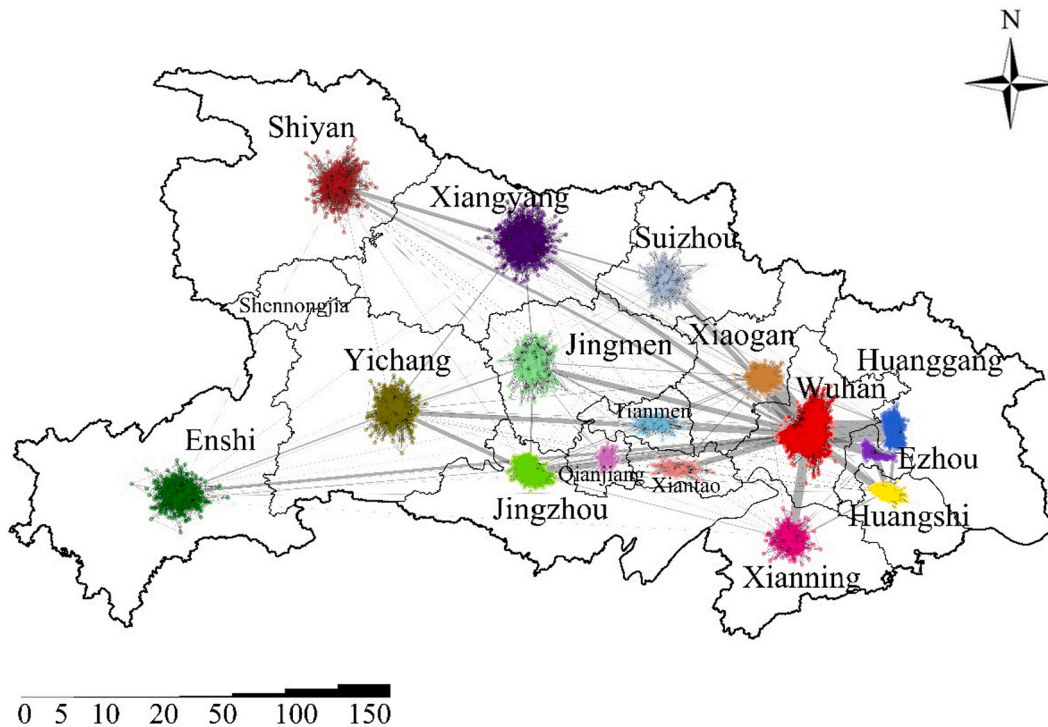 N
Shiyan
Xiangyang
Suizhou
Shennongjia
Xiaogan
Jingmen
Huanggang
Yichang
Wuhan
Tianmen
Enshi
Ezhou
Qianjiang
Xiantao
Jingzhou
Huangshi
Xianning
0 5 10 20 50 100 150